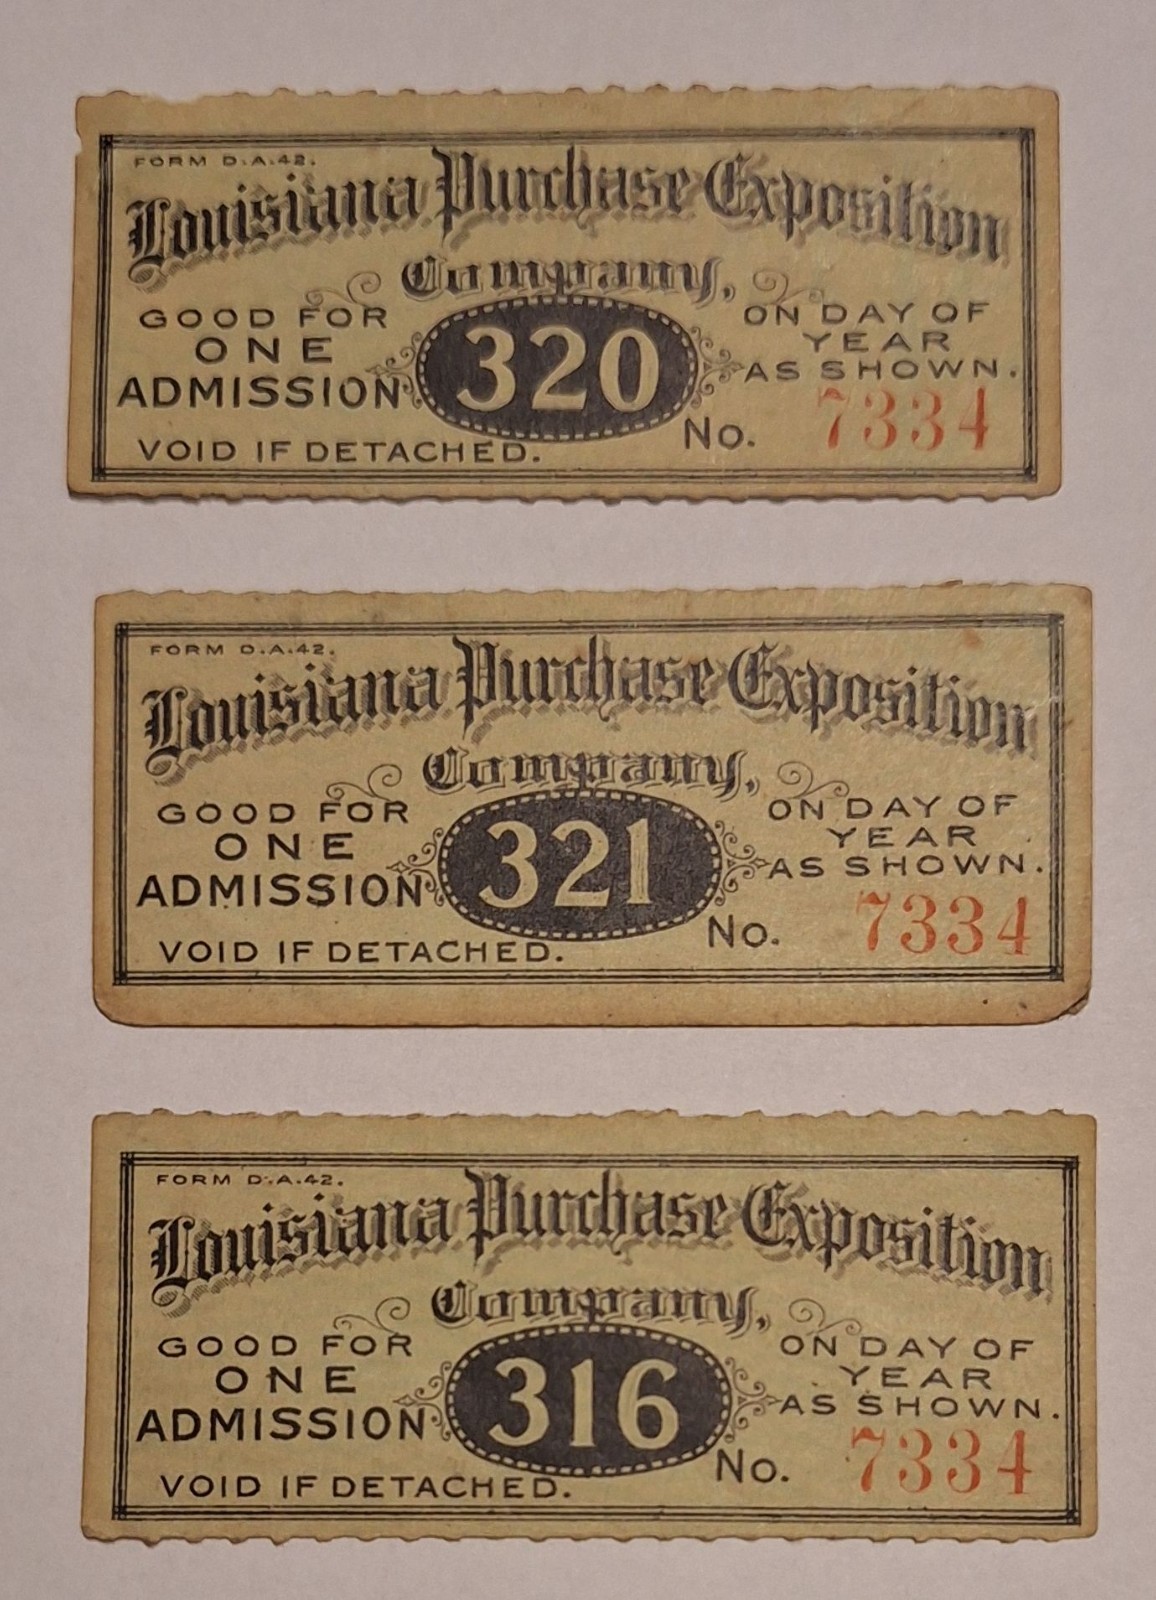 FORM D.A.42.
Louisiana Purchase Exposition
Company,
GOOD FOR
ONE
ADMISSION
320
ON DAY OF
YEAR
AS SHOWN.
VOID IF DETACHED.
No. 7334
FORM D.A.42.
Louisiana Purchase Exposition
Company,
GOOD FOR
ONE
ADMISSION
321
ON DAY OF
YEAR
AS SHOWN.
VOID IF DETACHED.
No. 7334
FORM D.A.42.
Louisiana Purchase Exposition
Company,
GOOD FOR
ONE
ADMISSION
316
ON DAY OF
YEAR
AS SHOWN.
VOID IF DETACHED.
No. 7334